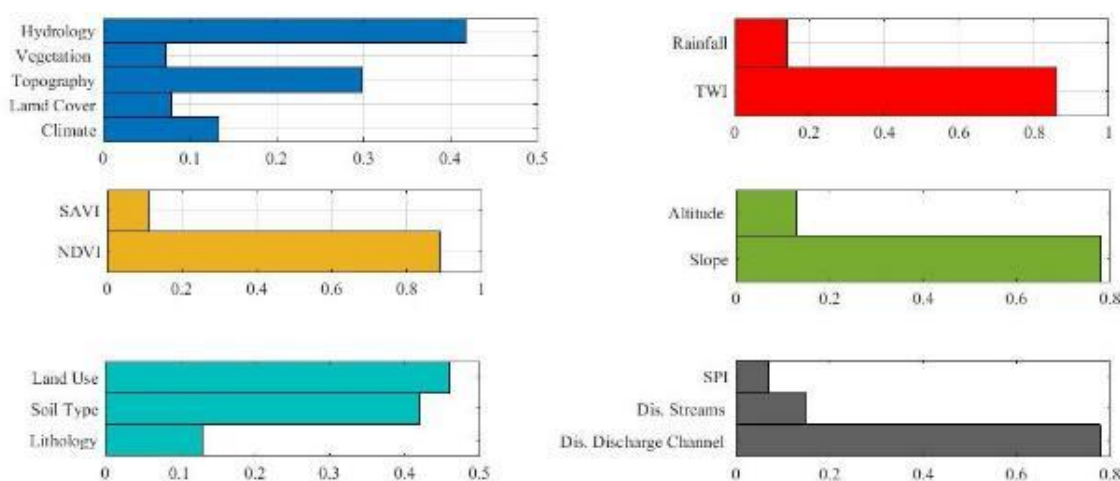 Hydrology
Vegetation
Topography
Lamd Cover
Climate
0 0.1 0.2 0.3 0.4 0.5
Rainfall
TWI
0 0.2 0.4 0.6 0.8 1
SAVI
NDVI
0 0.2 0.4 0.6 0.8 1
Altitude
Slope
0 0.2 0.4 0.6 0.8
Land Use
Soil Type
Lithology
0 0.1 0.2 0.3 0.4 0.5
SPI
Dis. Streams
Dis. Discharge Channel
0 0.2 0.4 0.6 0.8